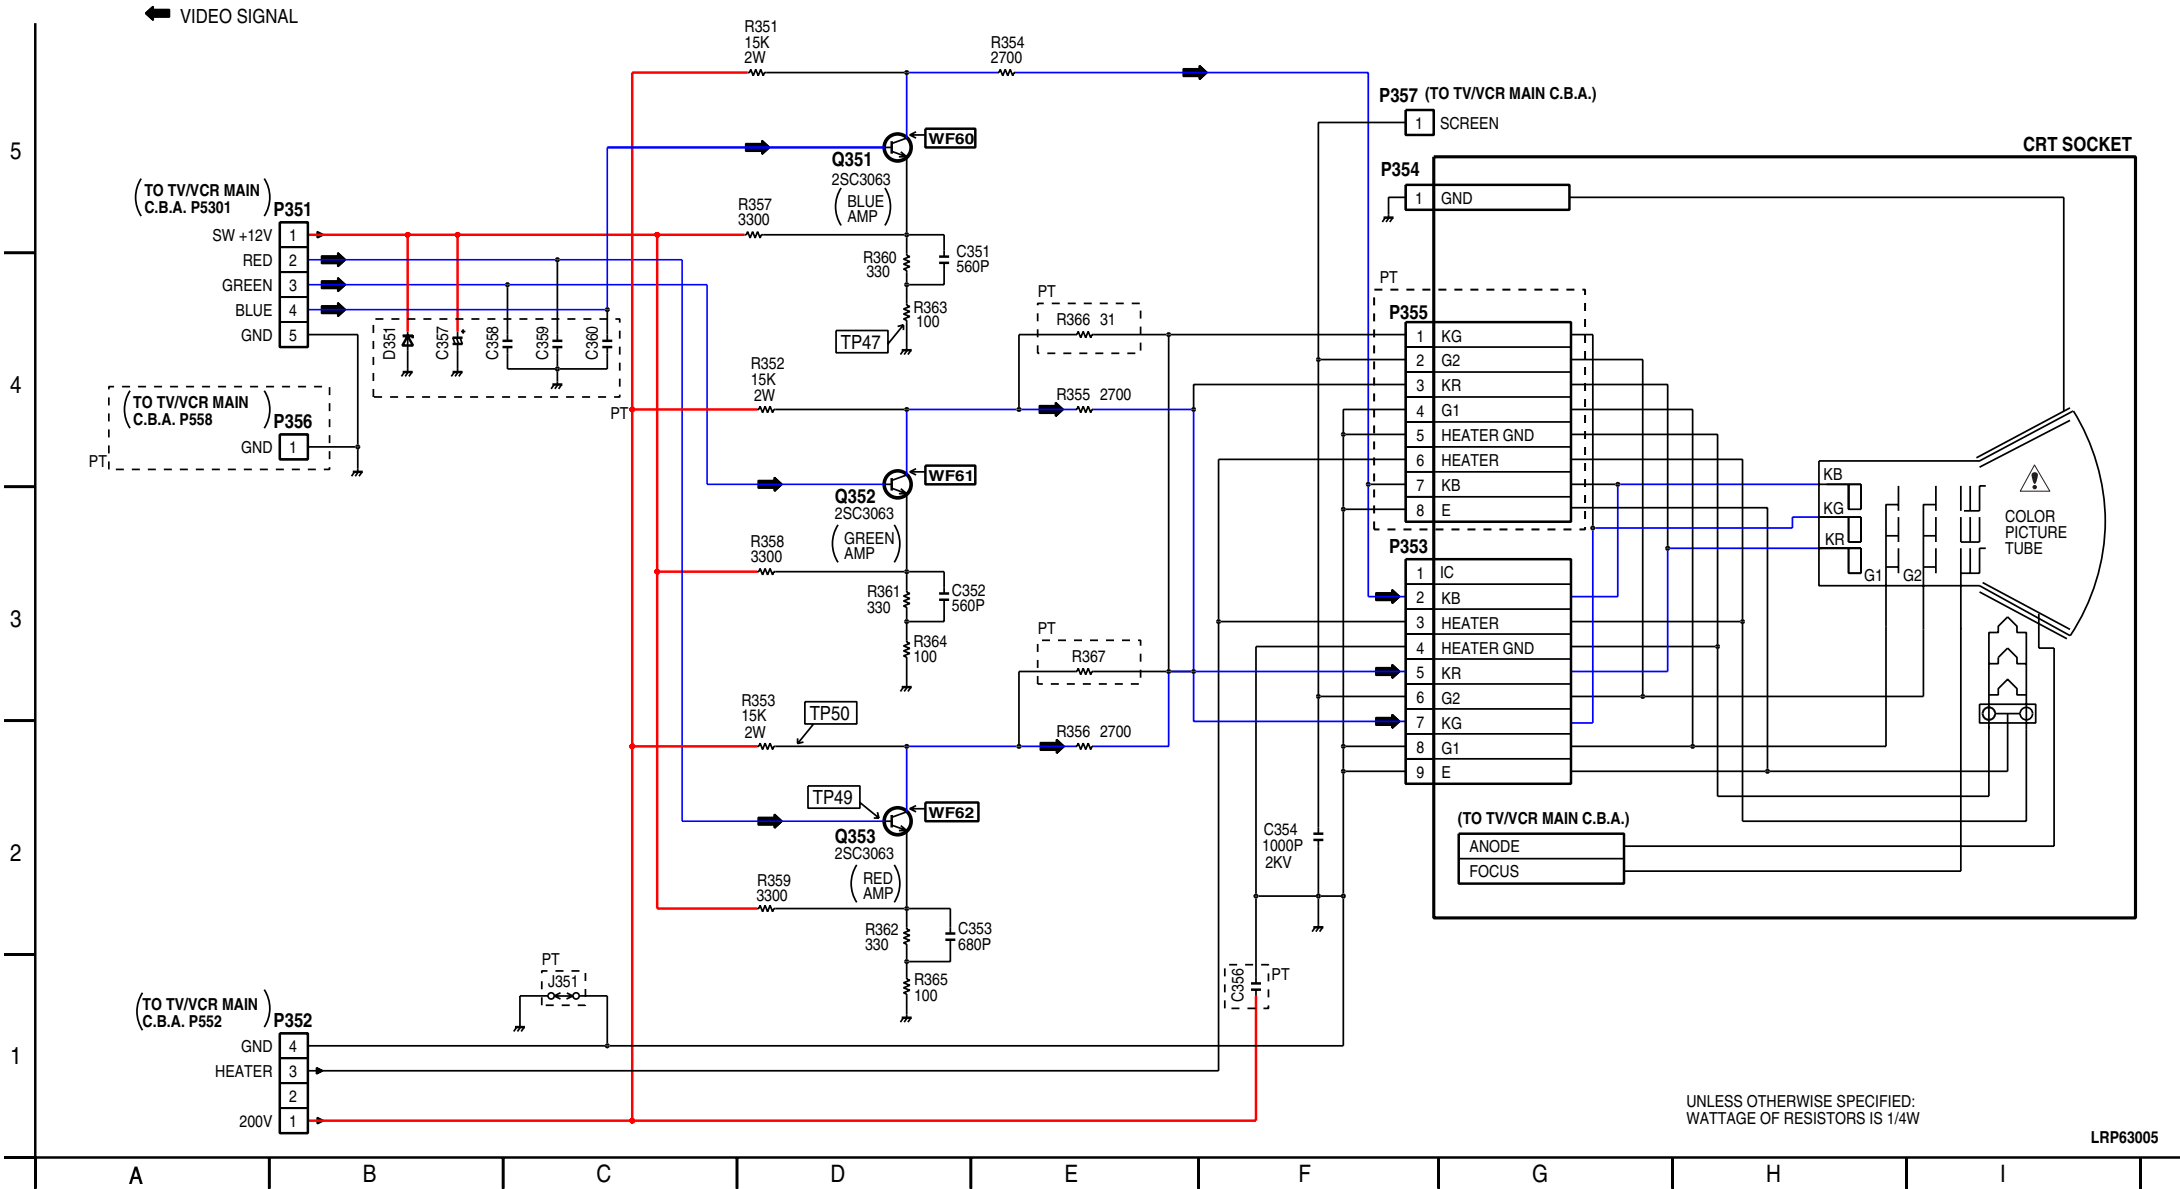 VIDEO SIGNAL
R351
15K
2W
R354
2700
P357 (TO TV/VCR MAIN C.B.A.)
1 SCREEN
CRT SOCKET
5
WF60
Q351
2SC3063
(BLUE
AMP)
P354
1 GND
(TO TV/VCR MAIN
C.B.A. P5301)
P351
SW +12V 1
RED 2
GREEN 3
BLUE 4
GND 5
R357
3300
R360
330
C351
560P
R363
100
TP47
PT
R366 31
PT
P355
1 KG
2 G2
3 KR
4 G1
5 HEATER GND
6 HEATER
7 KB
8 E
D351
C357
+
C358
C359
C360
PT
4
(TO TV/VCR MAIN
C.B.A. P558)
P356
GND 1
PT
R352
15K
2W
R355 2700
WF61
Q352
2SC3063
(GREEN
AMP)
KB
KG
KR
G1
G2
COLOR
PICTURE
TUBE
R358
3300
R361
330
C352
560P
R364
100
P353
1 IC
2 KB
3 HEATER
4 HEATER GND
5 KR
6 G2
7 KG
8 G1
9 E
3
PT
R367
R353
15K
2W
TP50
R356 2700
TP49
WF62
Q353
2SC3063
(RED
AMP)
C354
1000P
2KV
(TO TV/VCR MAIN C.B.A.)
ANODE
FOCUS
2
R359
3300
R362
330
C353
680P
R365
100
PT
J351
C356
PT
(TO TV/VCR MAIN
C.B.A. P552)
P352
GND 4
HEATER 3
2
200V 1
1
UNLESS OTHERWISE SPECIFIED:
WATTAGE OF RESISTORS IS 1/4W
LRP63005
A B C D E F G H I